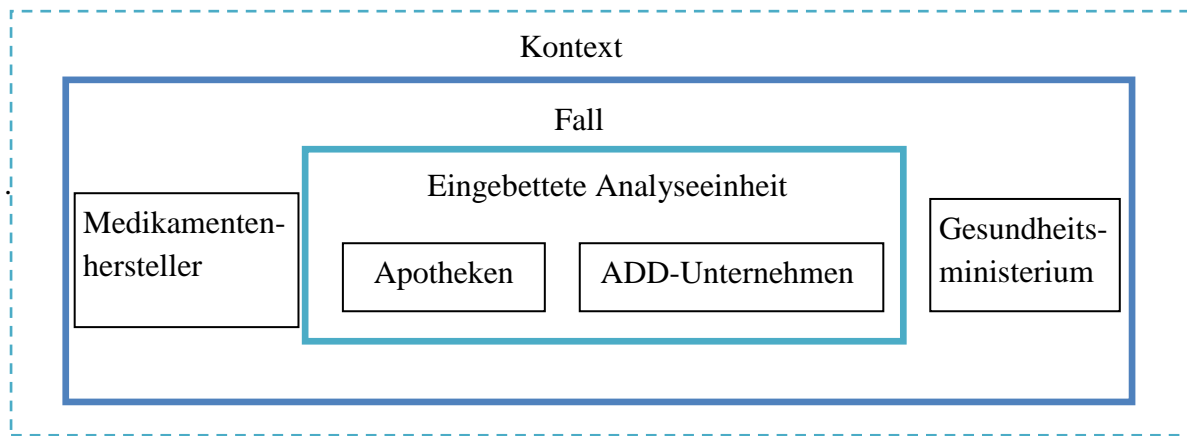 Kontext
Fall
Eingebettete Analyseeinheit
Medikamenten-
hersteller
Apotheken
ADD-Unternehmen
Gesundheits-
ministerium
.